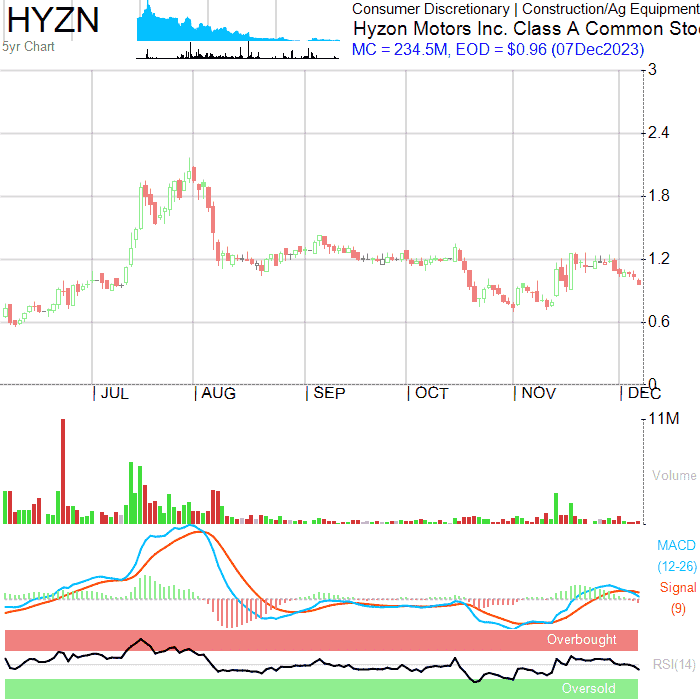 HYZN
5yr Chart
Consumer Discretionary | Construction/Ag Equipment
Hyzon Motors Inc. Class A Common Sto
MC = 234.5M, EOD = $0.96 (07Dec2023)
3
2.4
1.8
1.2
0.6
0
JUL AUG SEP OCT NOV DEC
11M
Volume
MACD
(12-26)
Signal
(9)
Overbought
RSI(14)
Oversold